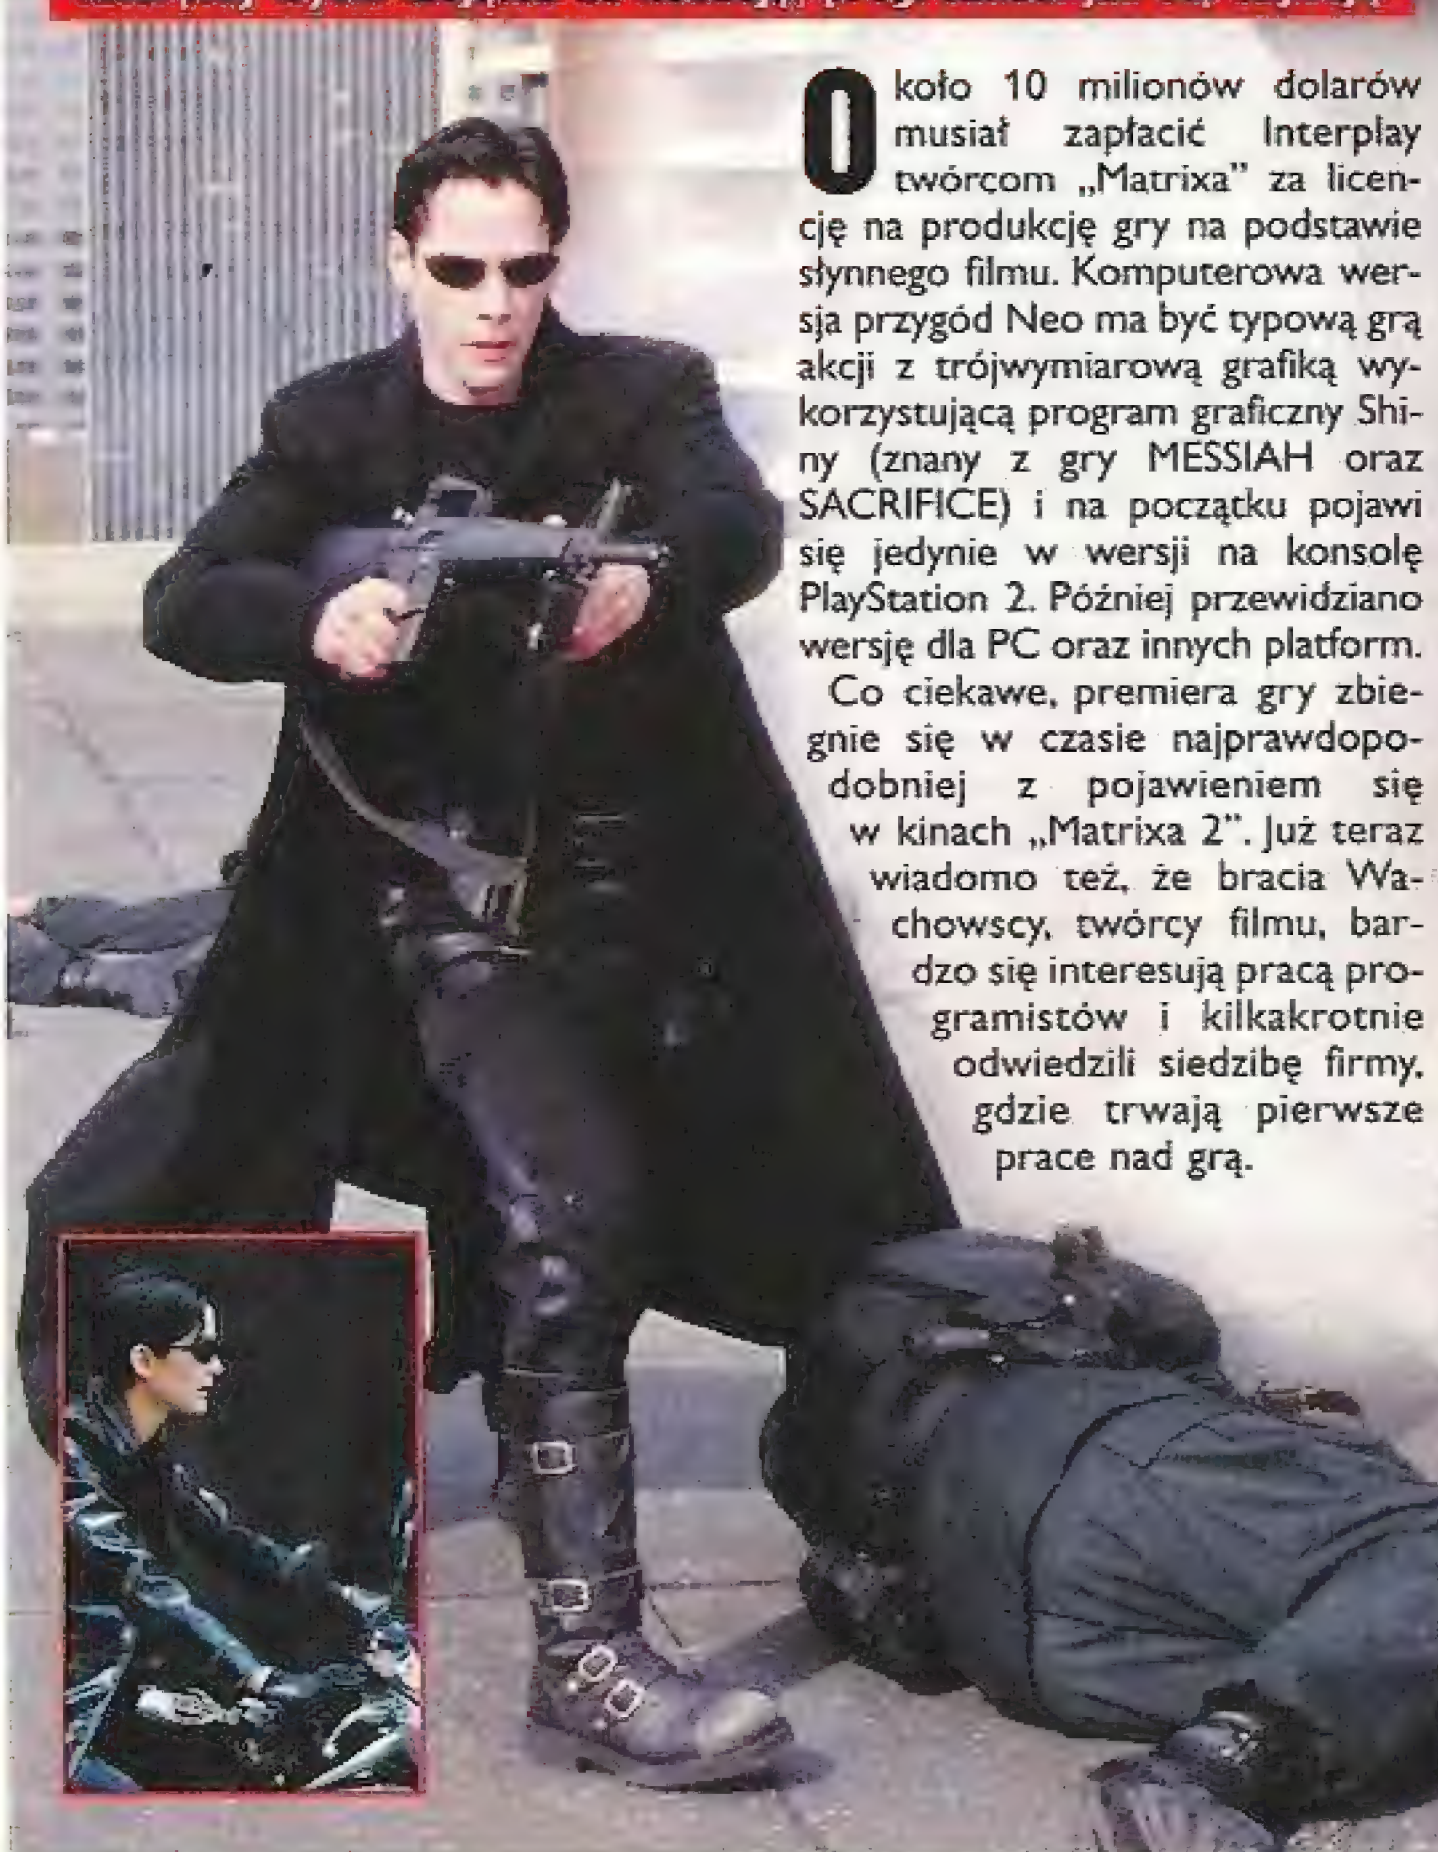 Około 10 milionów dolarów
musiał zapłacić Interplay
twórcom „Matrixa” za licen-
cję na produkcję gry na podstawie
słynnego filmu. Komputerowa wer-
sja przygód Neo ma być typową grą
akcji z trójwymiarową grafiką wy-
korzystującą program graficzny Shi-
ny (znany z gry MESSIAH oraz
SACRIFICE) i na początku pojawi
się jedynie w wersji na konsolę
PlayStation 2. Później przewidziano
wersję dla PC oraz innych platform.
Co ciekawe, premiera gry zbie-
gnie się w czasie najprawdopo-
dobniej z pojawieniem się
w kinach „Matrixa 2”. Już teraz
wiadomo też, że bracia Wa-
chowscy, twórcy filmu, bar-
dzo się interesują pracą pro-
gramistów i kilkakrotnie
odwiedzili siedzibę firmy,
gdzie trwają pierwsze
prace nad grą.